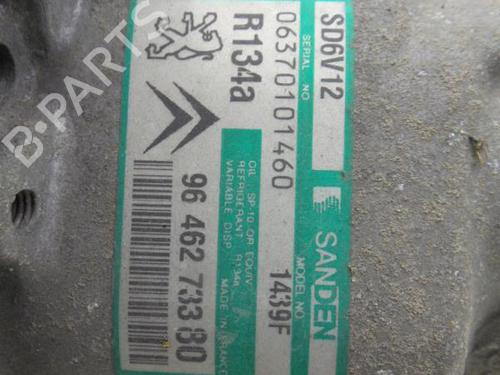 SD6V12
SERIAL NO
06370101460
R134a
SANDEN
MODEL NO
1439F
OIL SP-10 OR EQUIV
REFRIGERANT R134a
VARIABLE DISP
MADE IN FRANCE
96 462 733 80
B-PARTS